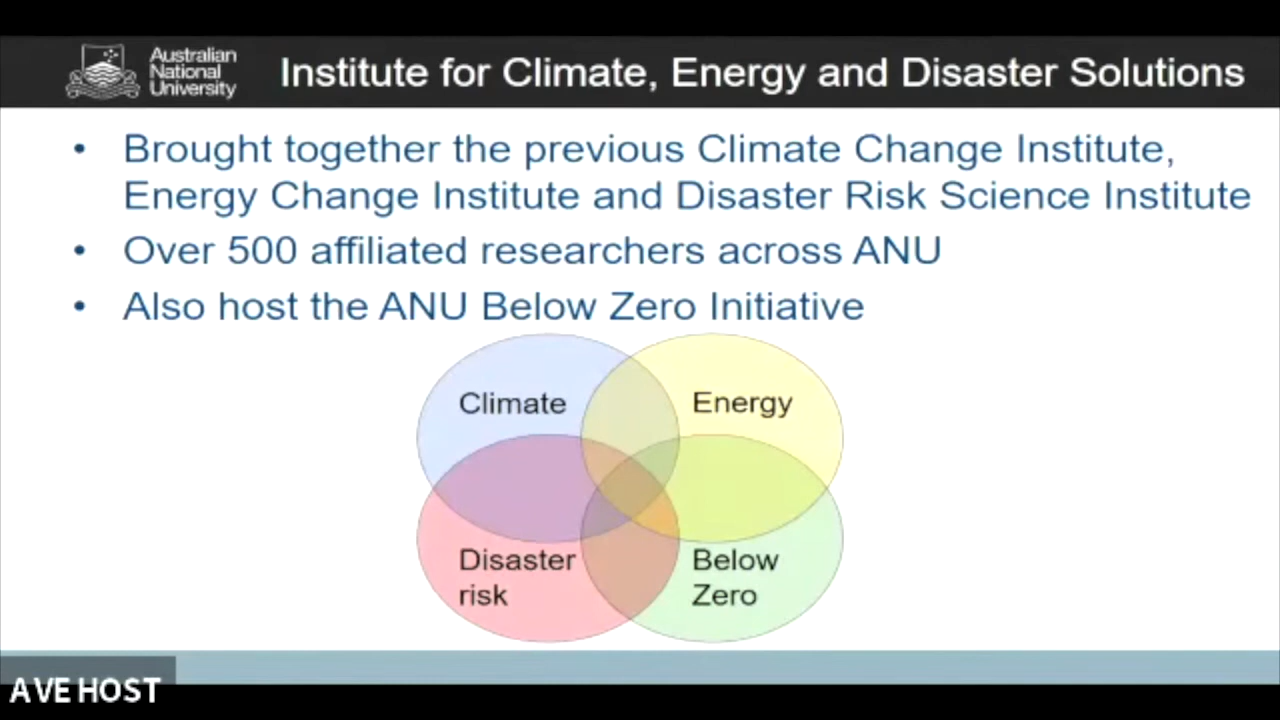 Australian
National
University
Institute for Climate, Energy and Disaster Solutions
• Brought together the previous Climate Change Institute,
Energy Change Institute and Disaster Risk Science Institute
• Over 500 affiliated researchers across ANU
• Also host the ANU Below Zero Initiative
Climate
Energy
Disaster
risk
Below
Zero
AVE HOST